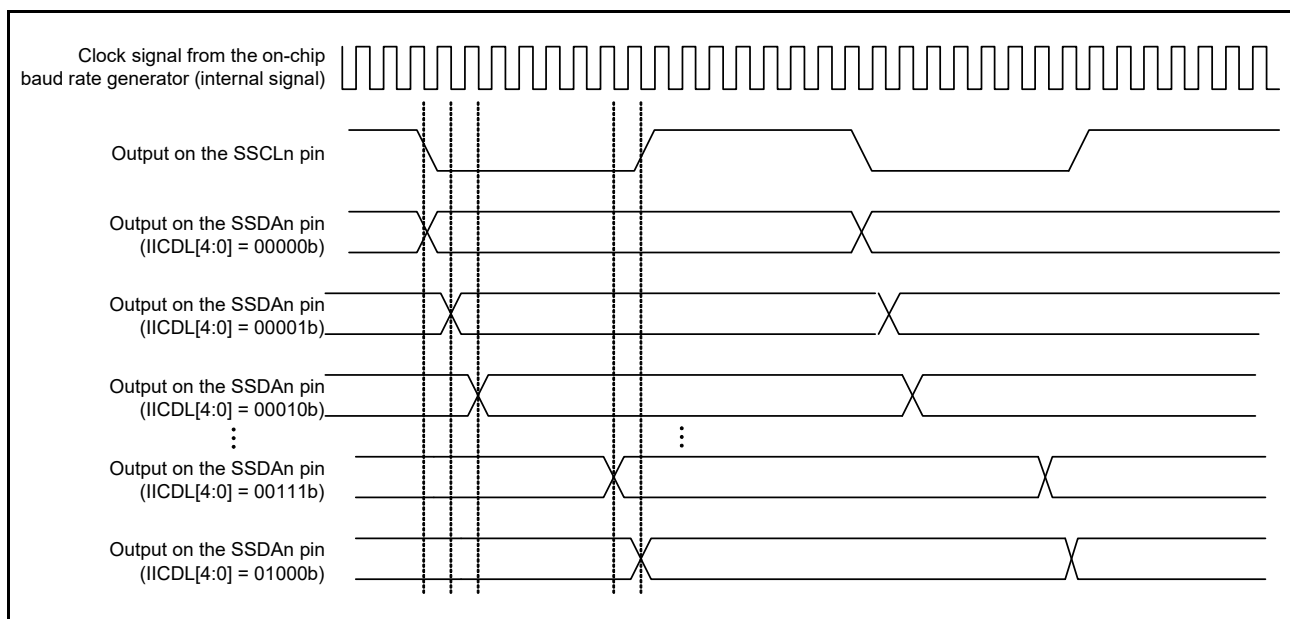 Clock signal from the on-chip
baud rate generator (internal signal)
Output on the SSCLn pin
Output on the SSDAn pin
(IICDL[4:0] = 00000b)
Output on the SSDAn pin
(IICDL[4:0] = 00001b)
Output on the SSDAn pin
(IICDL[4:0] = 00010b)
Output on the SSDAn pin
(IICDL[4:0] = 00111b)
Output on the SSDAn pin
(IICDL[4:0] = 01000b)